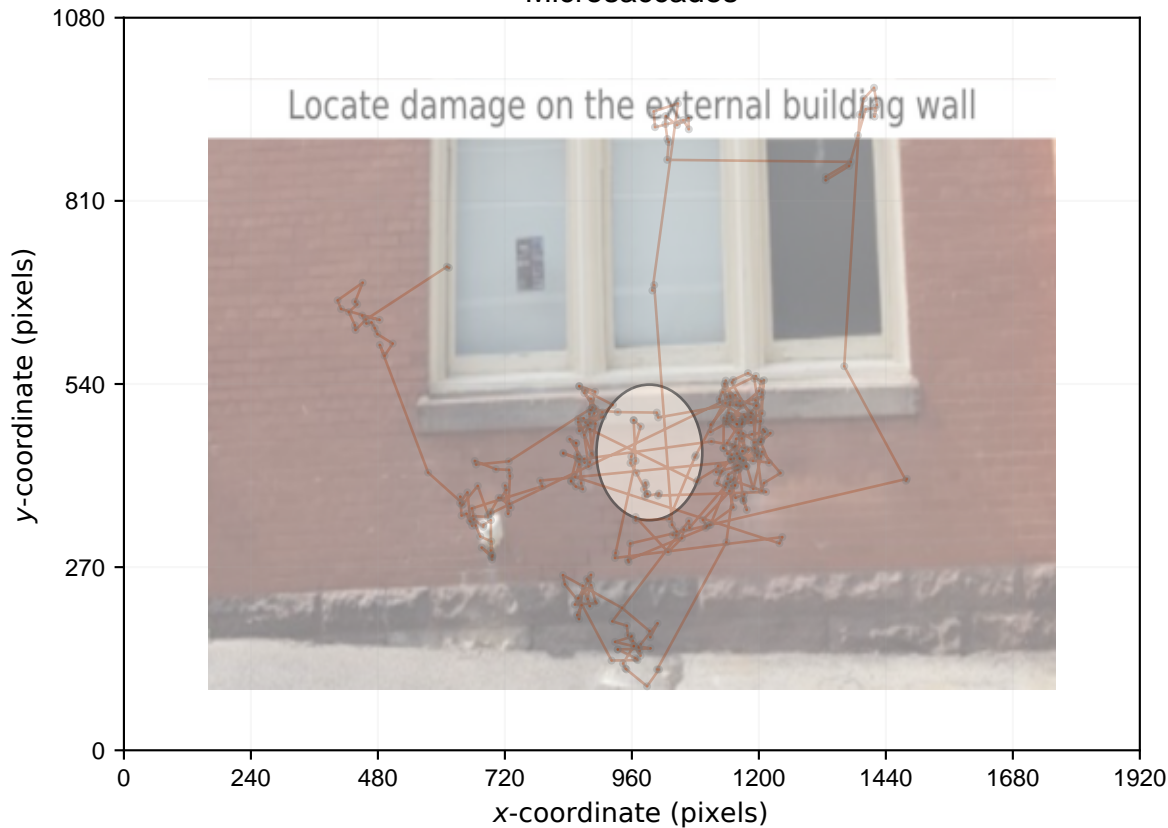 Microsaccades
1080
Locate damage on the external building wall
810
540
270
0
0 240 480 720 960 1200 1440 1680 1920
y-coordinate (pixels)
x-coordinate (pixels)